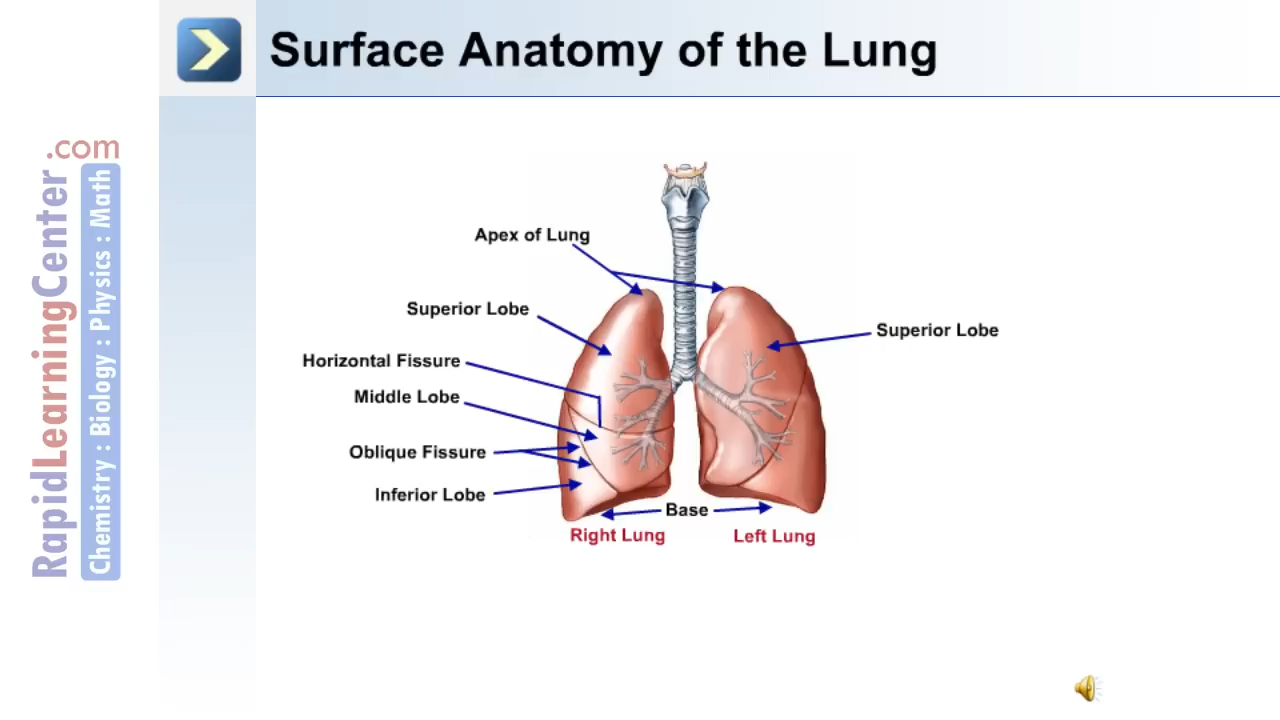 Surface Anatomy of the Lung
RapidLearningCenter.com
Chemistry : Biology : Physics : Math
Apex of Lung
Superior Lobe
Horizontal Fissure
Middle Lobe
Oblique Fissure
Inferior Lobe
Superior Lobe
Base
Right Lung
Left Lung